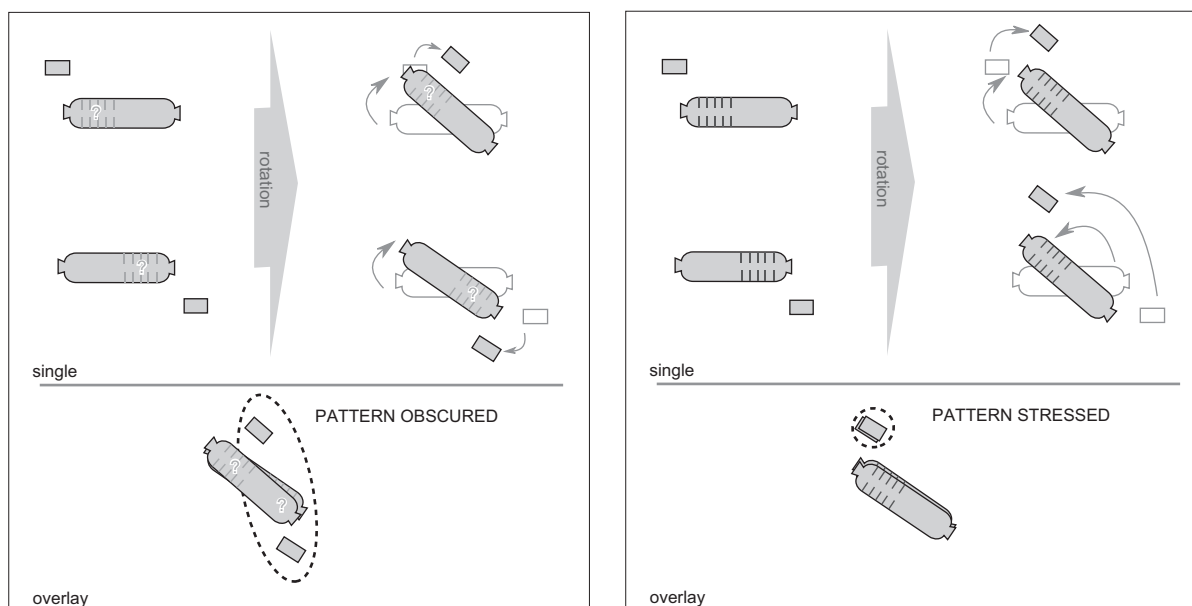 ?
rotation
?
?
?
single
PATTERN OBSCURED
?
?
overlay
rotation
single
PATTERN STRESSED
overlay